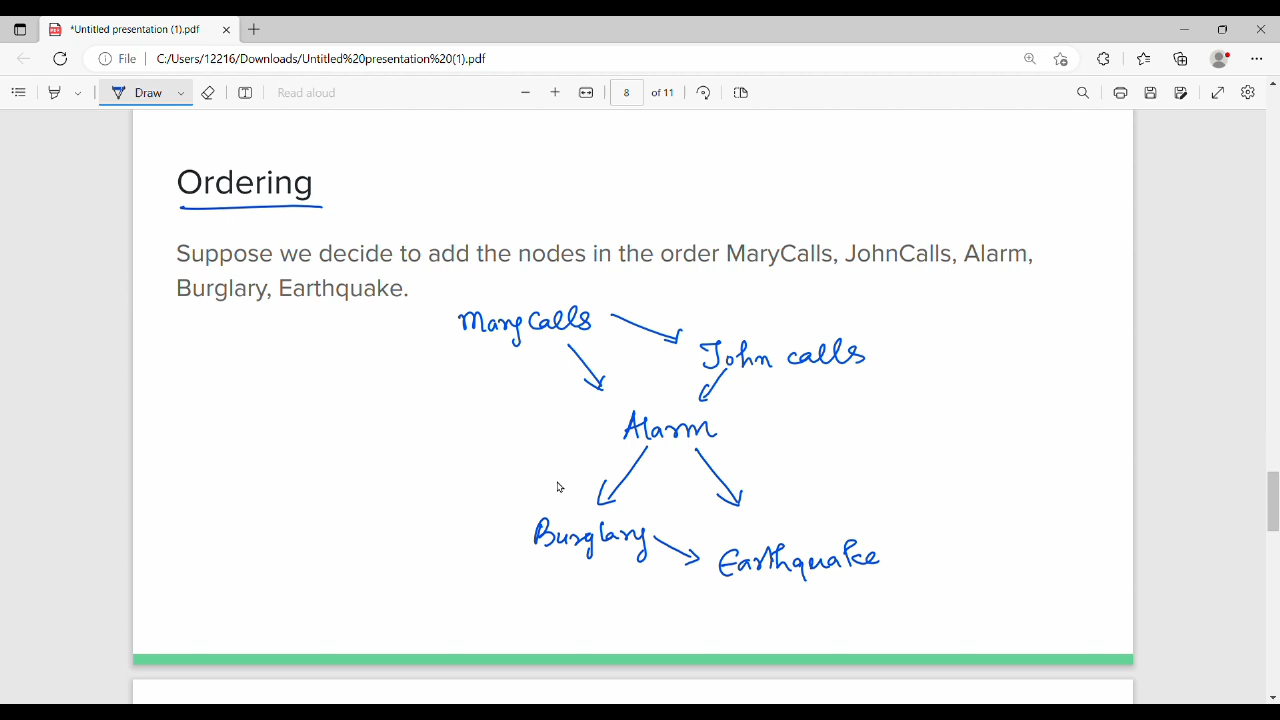 *Untitled presentation (1).pdf
File
C:/Users/12216/Downloads/Untitled%20presentation%20(1).pdf
Draw
Read aloud
8 of 11
Ordering
Suppose we decide to add the nodes in the order MaryCalls, JohnCalls, Alarm,
Burglary, Earthquake.
Mary Calls
John calls
Alarm
Burglary
Earthquake